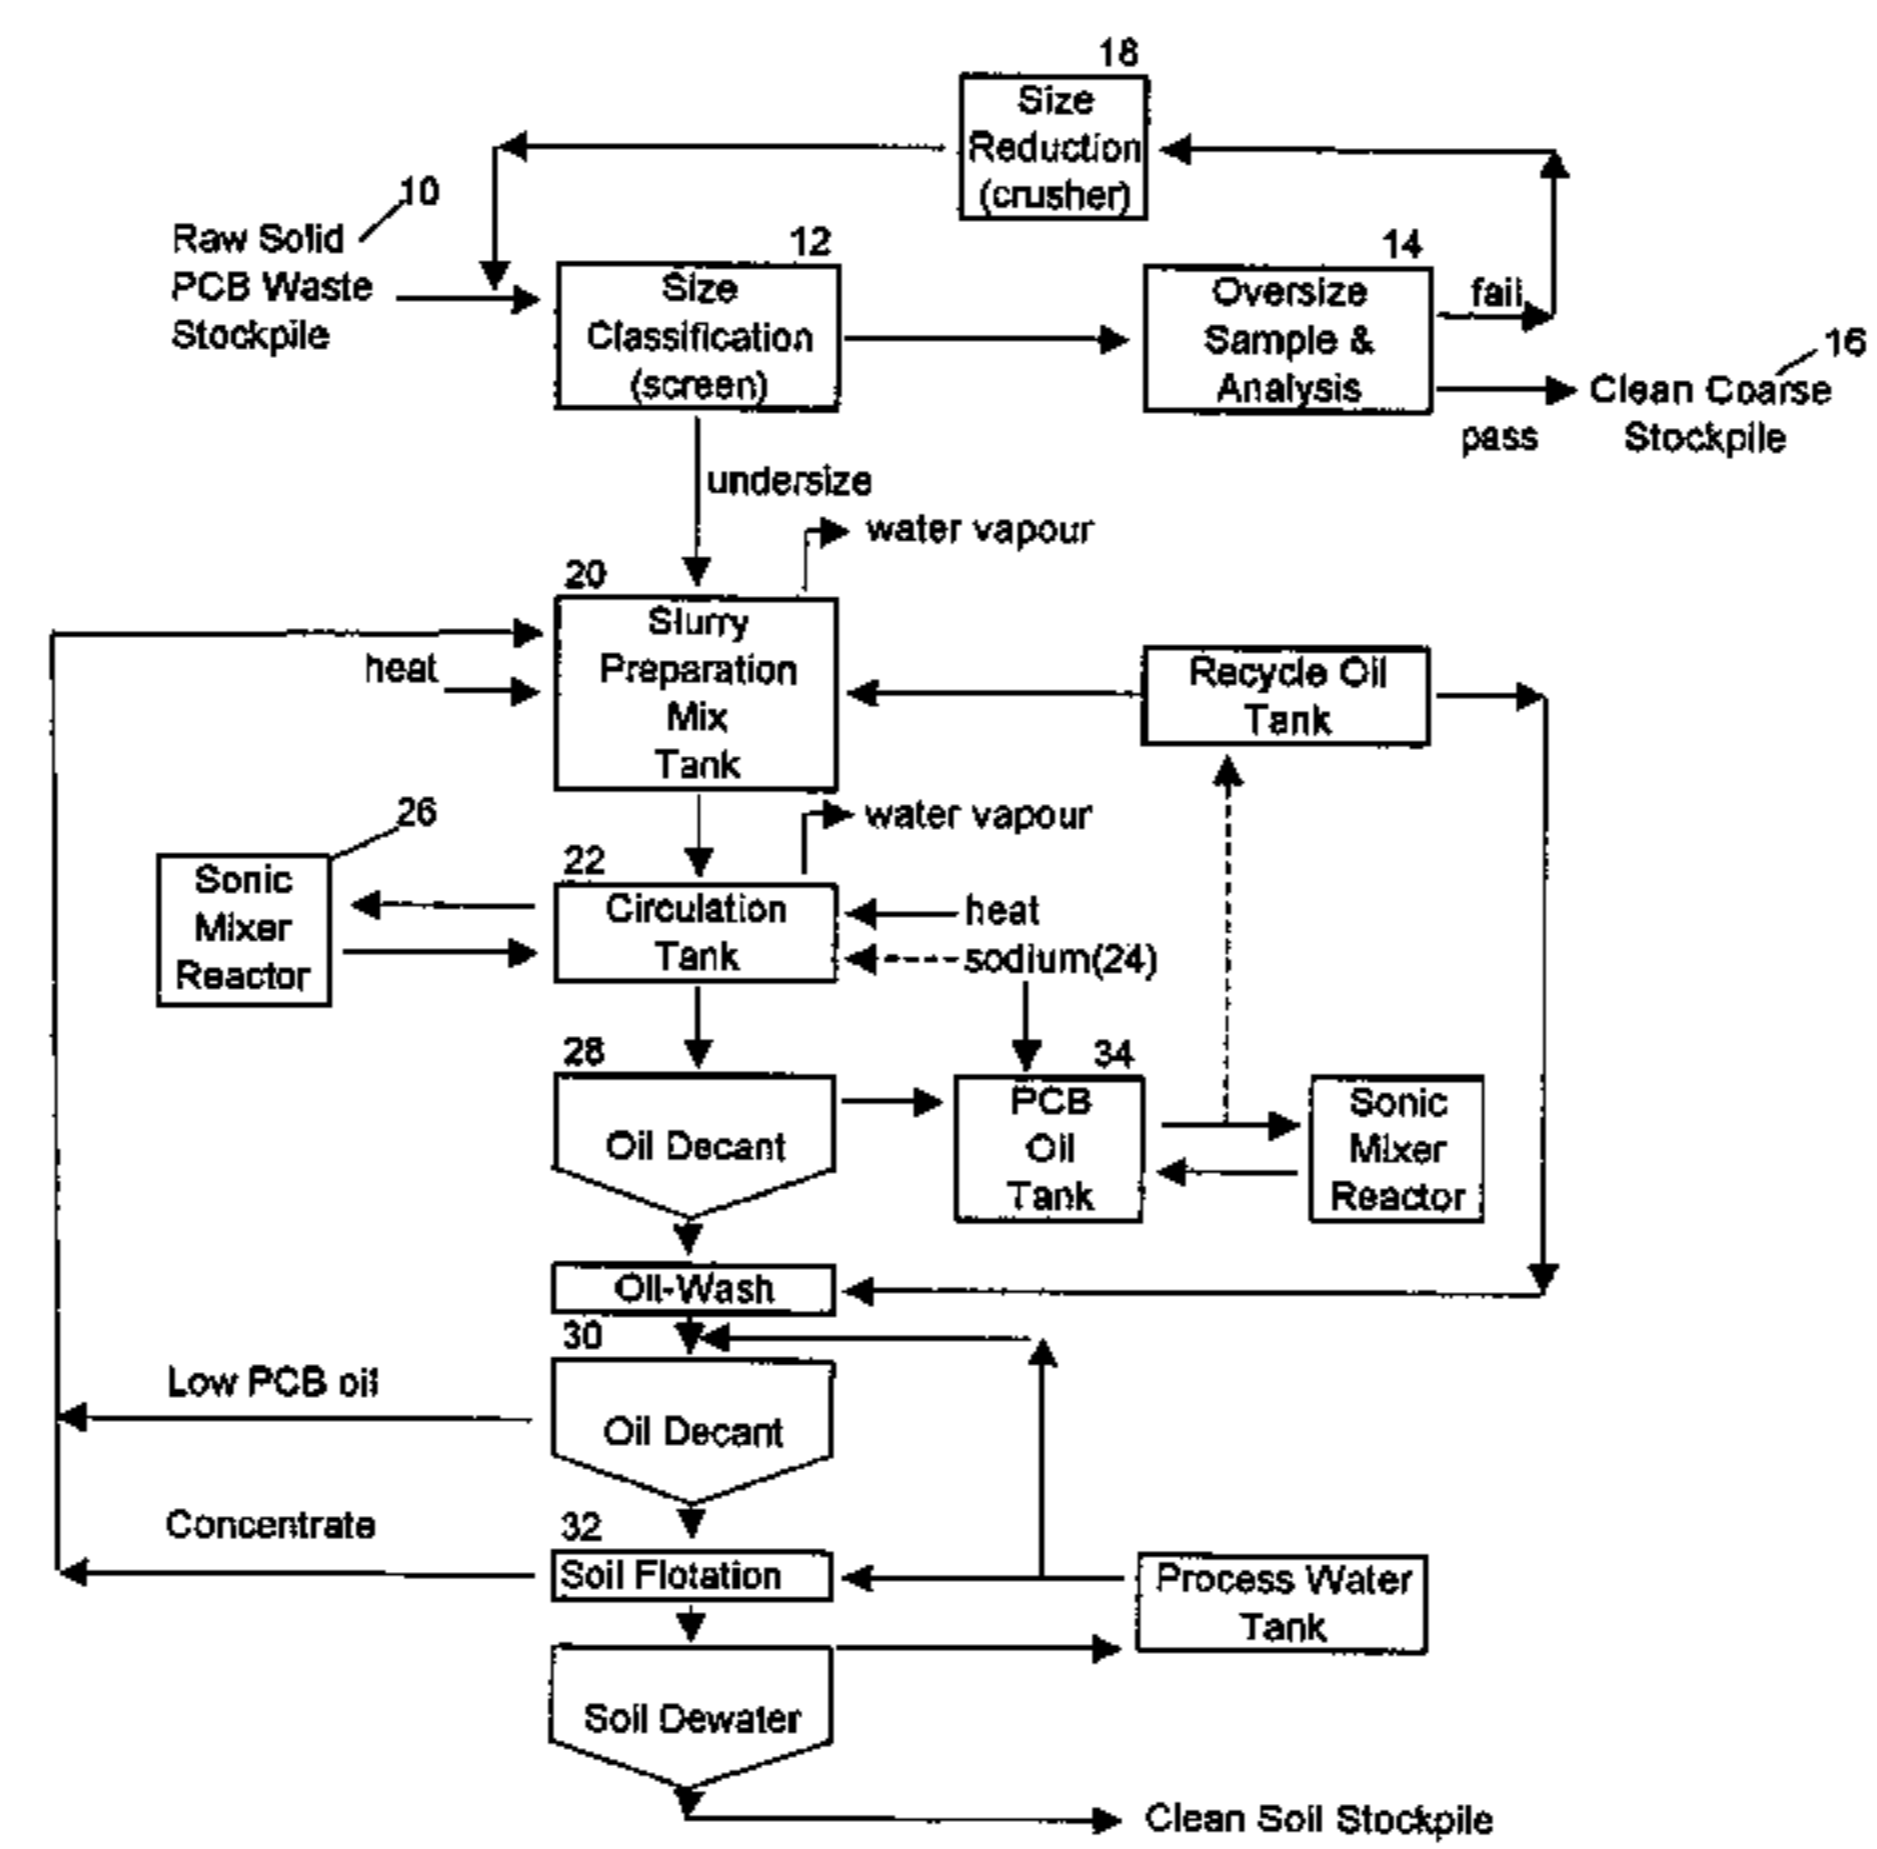 18
Size
Reduction
(crusher)
10
Raw Solid
PCB Waste
Stockpile
12
Size
Classification
(screen)
14
Oversize
Sample &
Analysis
fail
16
Clean Coarse
Stockpile
pass
undersize
water vapour
20
Slurry
Preparation
Mix
Tank
heat
Recycle Oil
Tank
26
Sonic
Mixer
Reactor
water vapour
22
Circulation
Tank
heat
sodium(24)
28
Oil Decant
34
PCB
Oil
Tank
Sonic
Mixer
Reactor
Oil-Wash
30
Low PCB oil
Oil Decant
Concentrate
32
Soil Flotation
Process Water
Tank
Soil Dewater
Clean Soil Stockpile